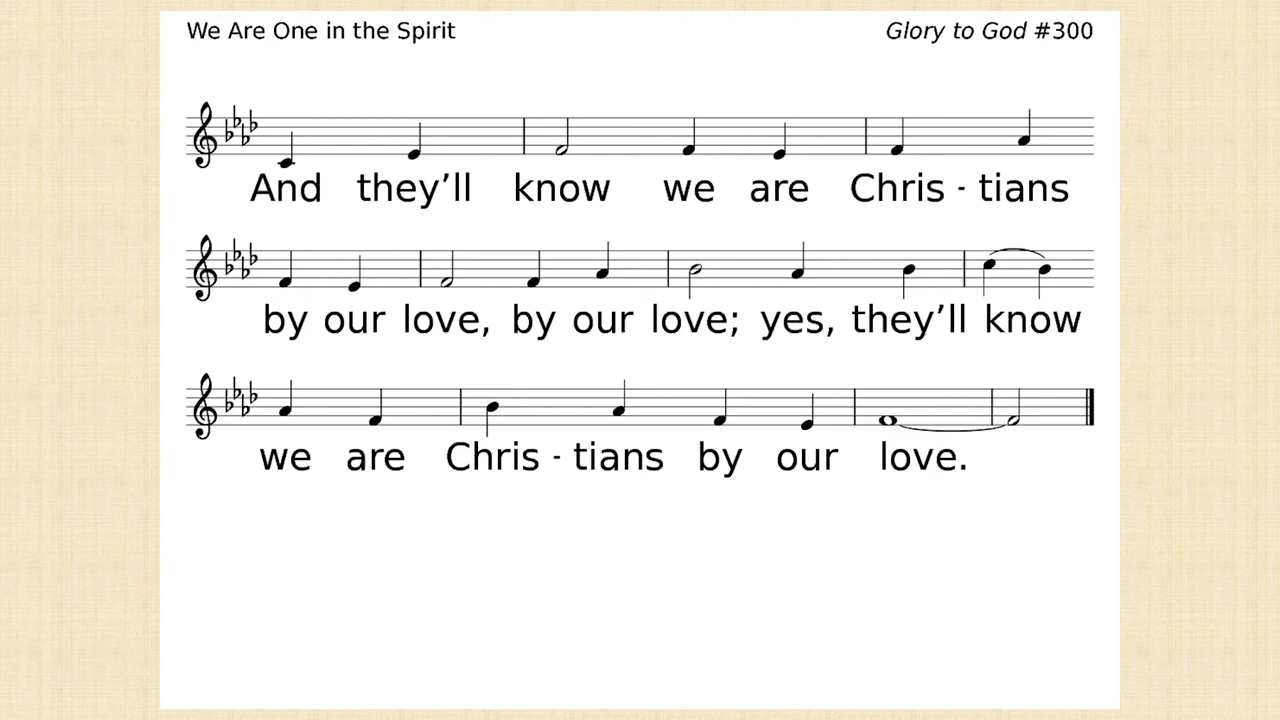 We Are One in the Spirit Glory to God #300
And they’ll know we are Chris - tians
by our love, by our love; yes, they’ll know
we are Chris - tians by our love.